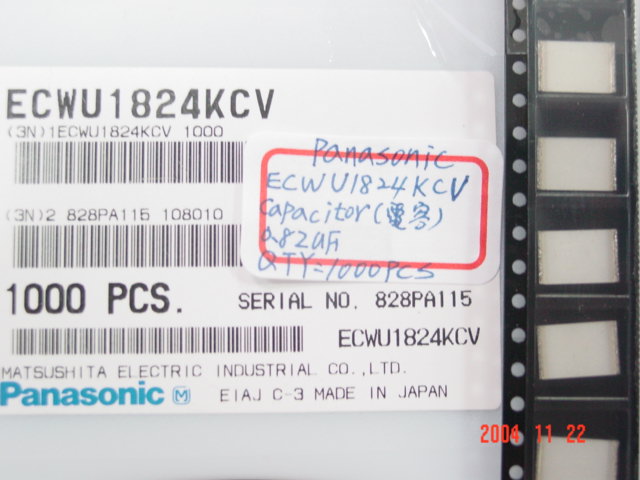 ECWU1824KCV
(3N)1ECWU1824KCV 1000
(3N)2 828PA115 108010
1000 PCS.
SERIAL NO. 828PA115
ECWU1824KCV
MATSUSHITA ELECTRIC INDUSTRIAL CO.,LTD.
Panasonic M EIAJ C-3 MADE IN JAPAN
Panasonic
ECWU1824KCV
Capacitor(電容)
0.82UF
QTY=1000PCS
2004 11 22